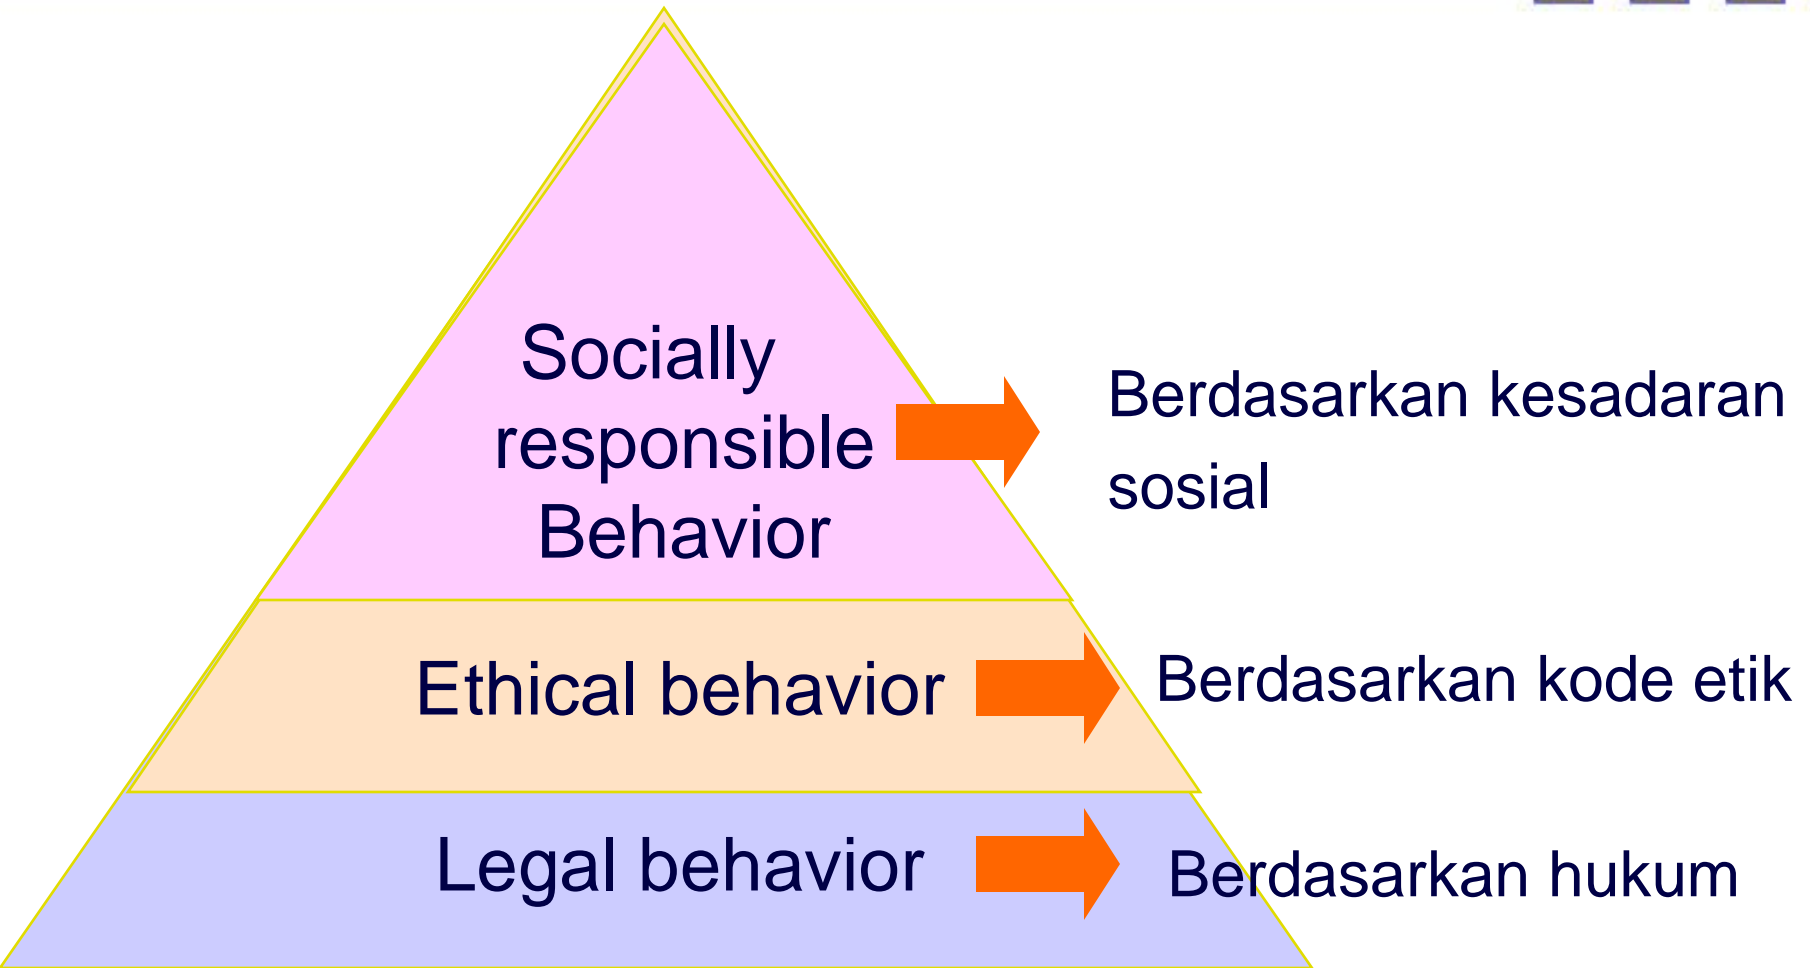 Socially
responsible
Behavior
Berdasarkan kesadaran
sosial
Ethical behavior
Berdasarkan kode etik
Legal behavior
Berdasarkan hukum